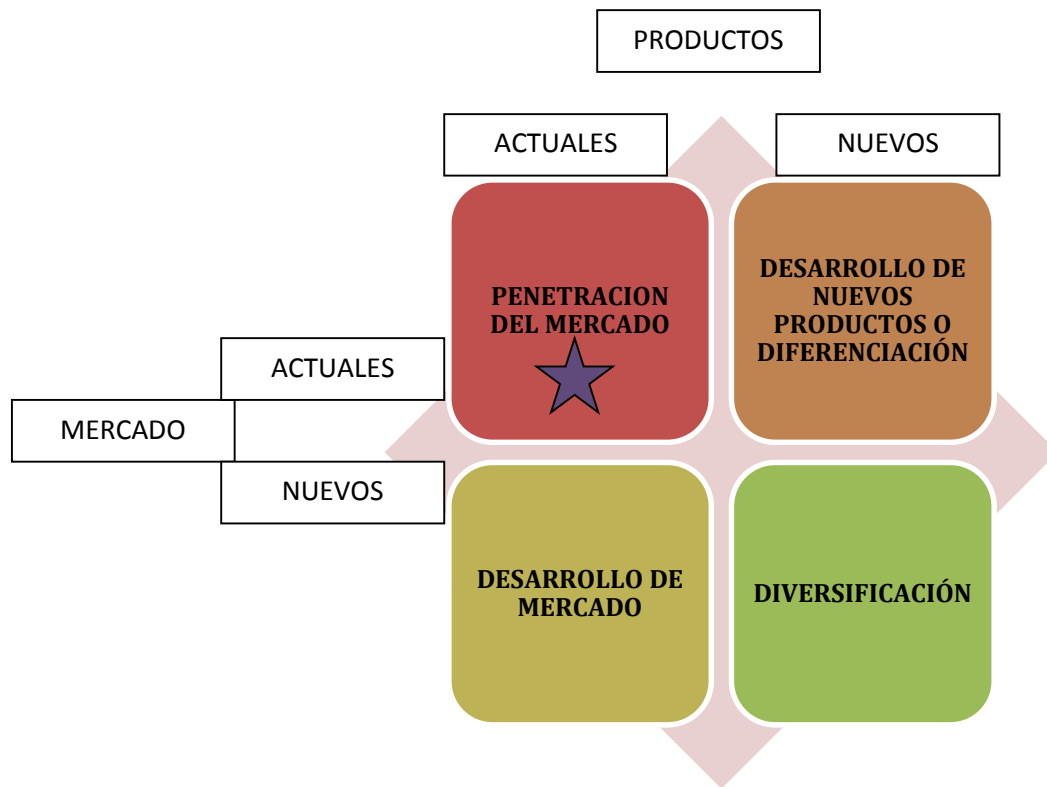 PRODUCTOS
ACTUALES
NUEVOS
PENETRACION
DEL MERCADO
DESARROLLO DE
NUEVOS
PRODUCTOS O
DIFERENCIACIÓN
ACTUALES
MERCADO
NUEVOS
DESARROLLO DE
MERCADO
DIVERSIFICACIÓN